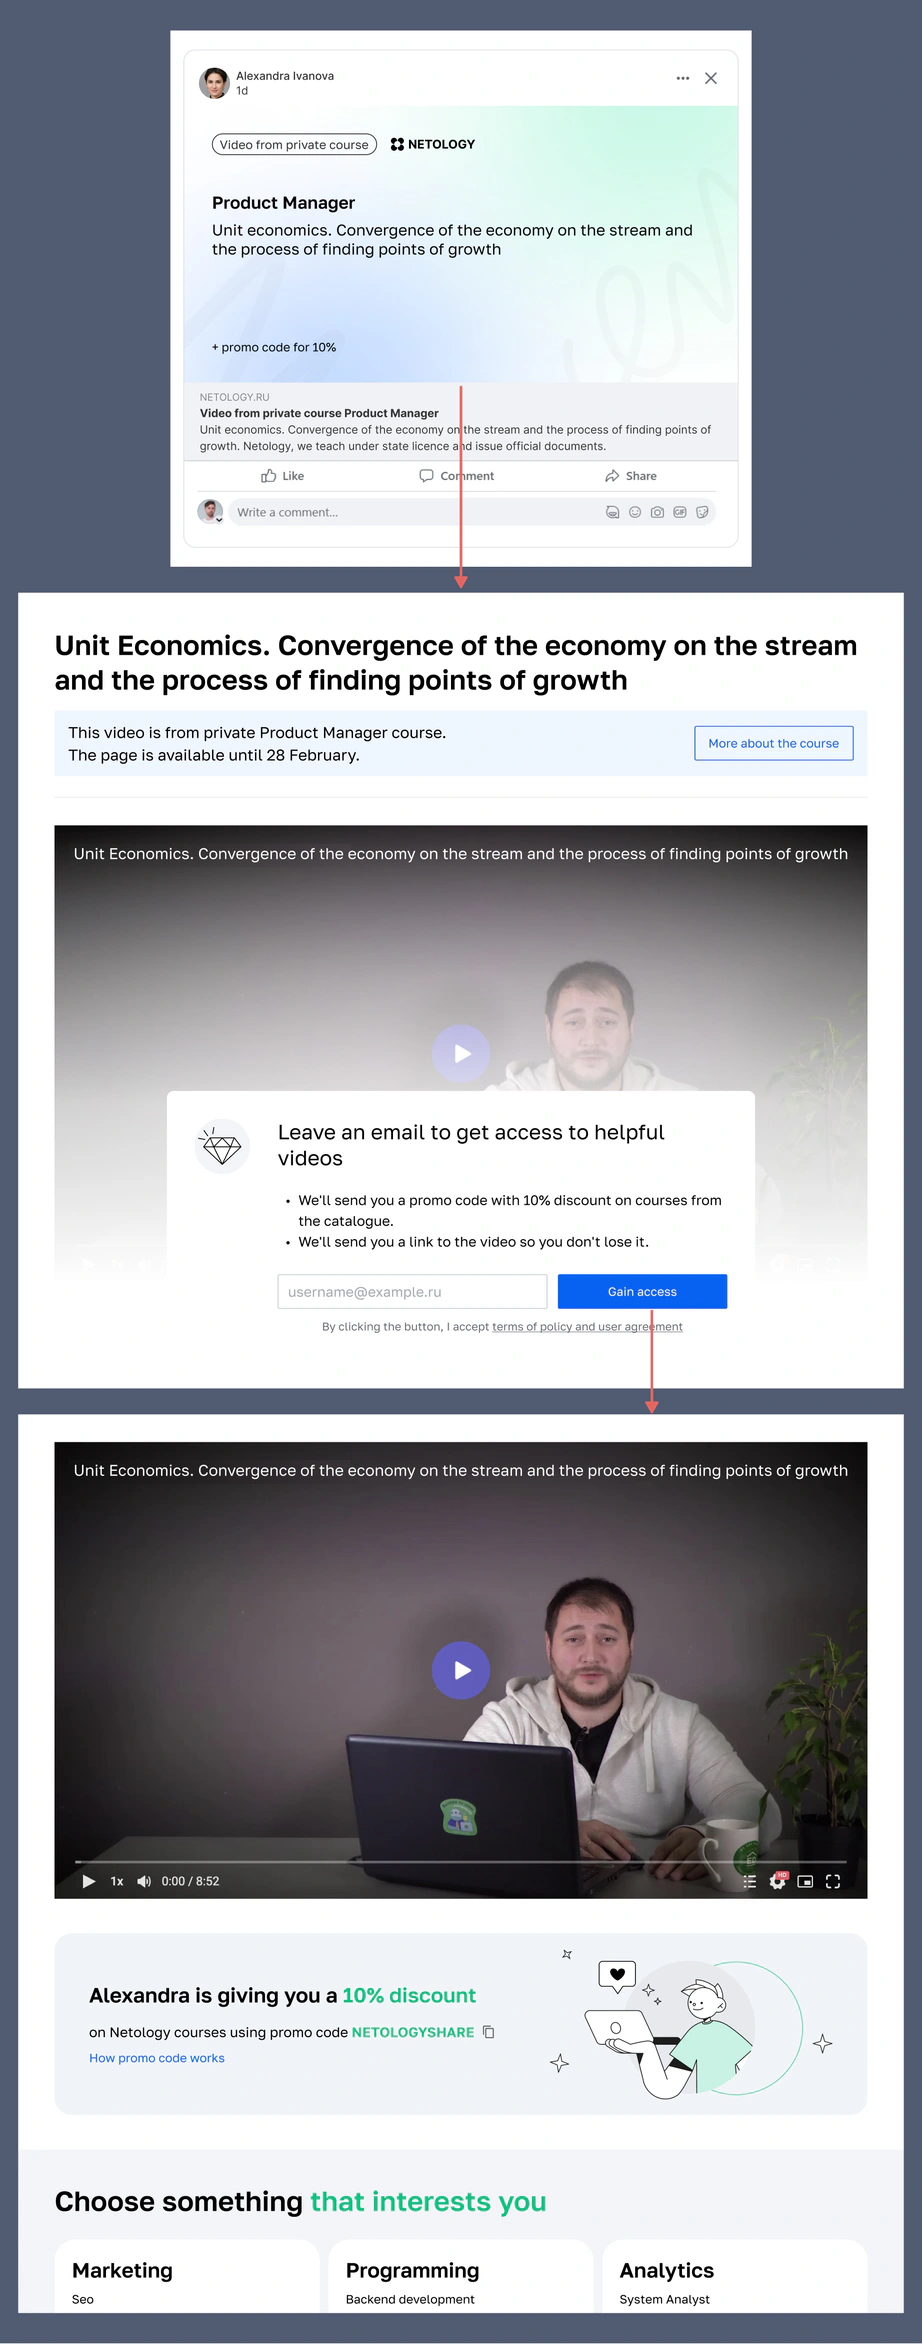 Alexandra Ivanova
1d
Video from private course
NETOLOGY
Product Manager
Unit economics. Convergence of the economy on the stream and
the process of finding points of growth
+ promo code for 10%
NETOLOGY.RU
Video from private course Product Manager
Unit economics. Convergence of the economy on the stream and the process of finding points of
growth. Netology, we teach under state licence and issue official documents.
Like
Comment
Share
Write a comment...
GIF
Unit Economics. Convergence of the economy on the stream
and the process of finding points of growth
This video is from private Product Manager course.
The page is available until 28 February.
More about the course
Unit Economics. Convergence of the economy on the stream and the process of finding points of growth
Leave an email to get access to helpful
videos
• We'll send you a promo code with 10% discount on courses from
the catalogue.
• We'll send you a link to the video so you don't lose it.
username@example.ru
Gain access
By clicking the button, I accept terms of policy and user agreement
Unit Economics. Convergence of the economy on the stream and the process of finding points of growth
1x
0:00 / 8:52
HD
Alexandra is giving you a 10% discount
on Netology courses using promo code NETOLOGYSHARE
How promo code works
Choose something that interests you
Marketing
Programming
Analytics
Seo
Backend development
System Analyst